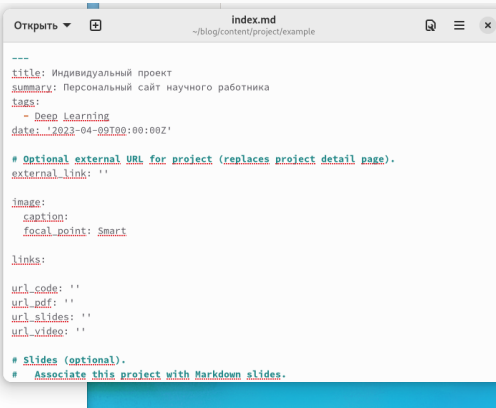 Открыть
index.md
~/blog/content/project/example
---
title: Индивидуальный проект
summary: Персональный сайт научного работника
tags:
  - Deep Learning
date: '2023-04-09T00:00:00Z'

# Optional external URL for project (replaces project detail page).
external_link: ''

image:
  caption:
  focal_point: Smart

links:

url_code: ''
url_pdf: ''
url_slides: ''
url_video: ''

# Slides (optional).
#   Associate this project with Markdown slides.